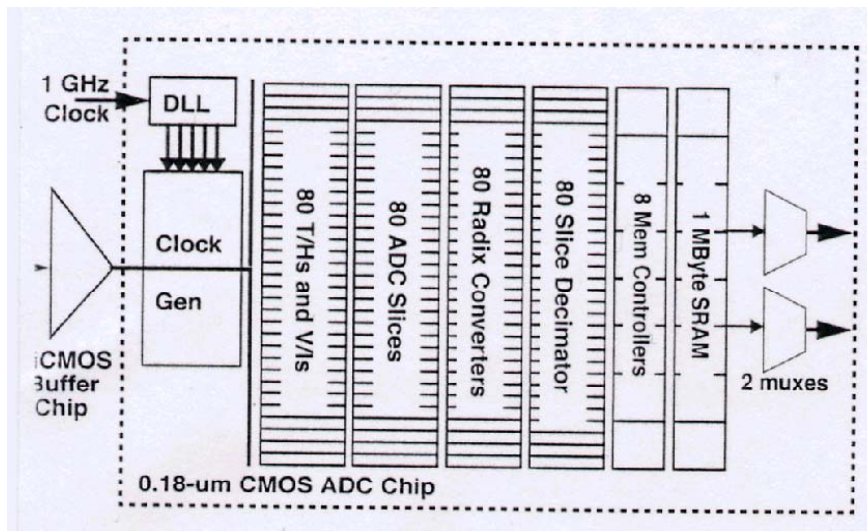 1 GHz
Clock
DLL
Clock
Gen
iCMOS
Buffer
Chip
80 T/Hs and V/Is
80 ADC Slices
80 Radix Converters
80 Slice Decimator
8 Mem Controllers
1 MByte SRAM
2 muxes
0.18-um CMOS ADC Chip